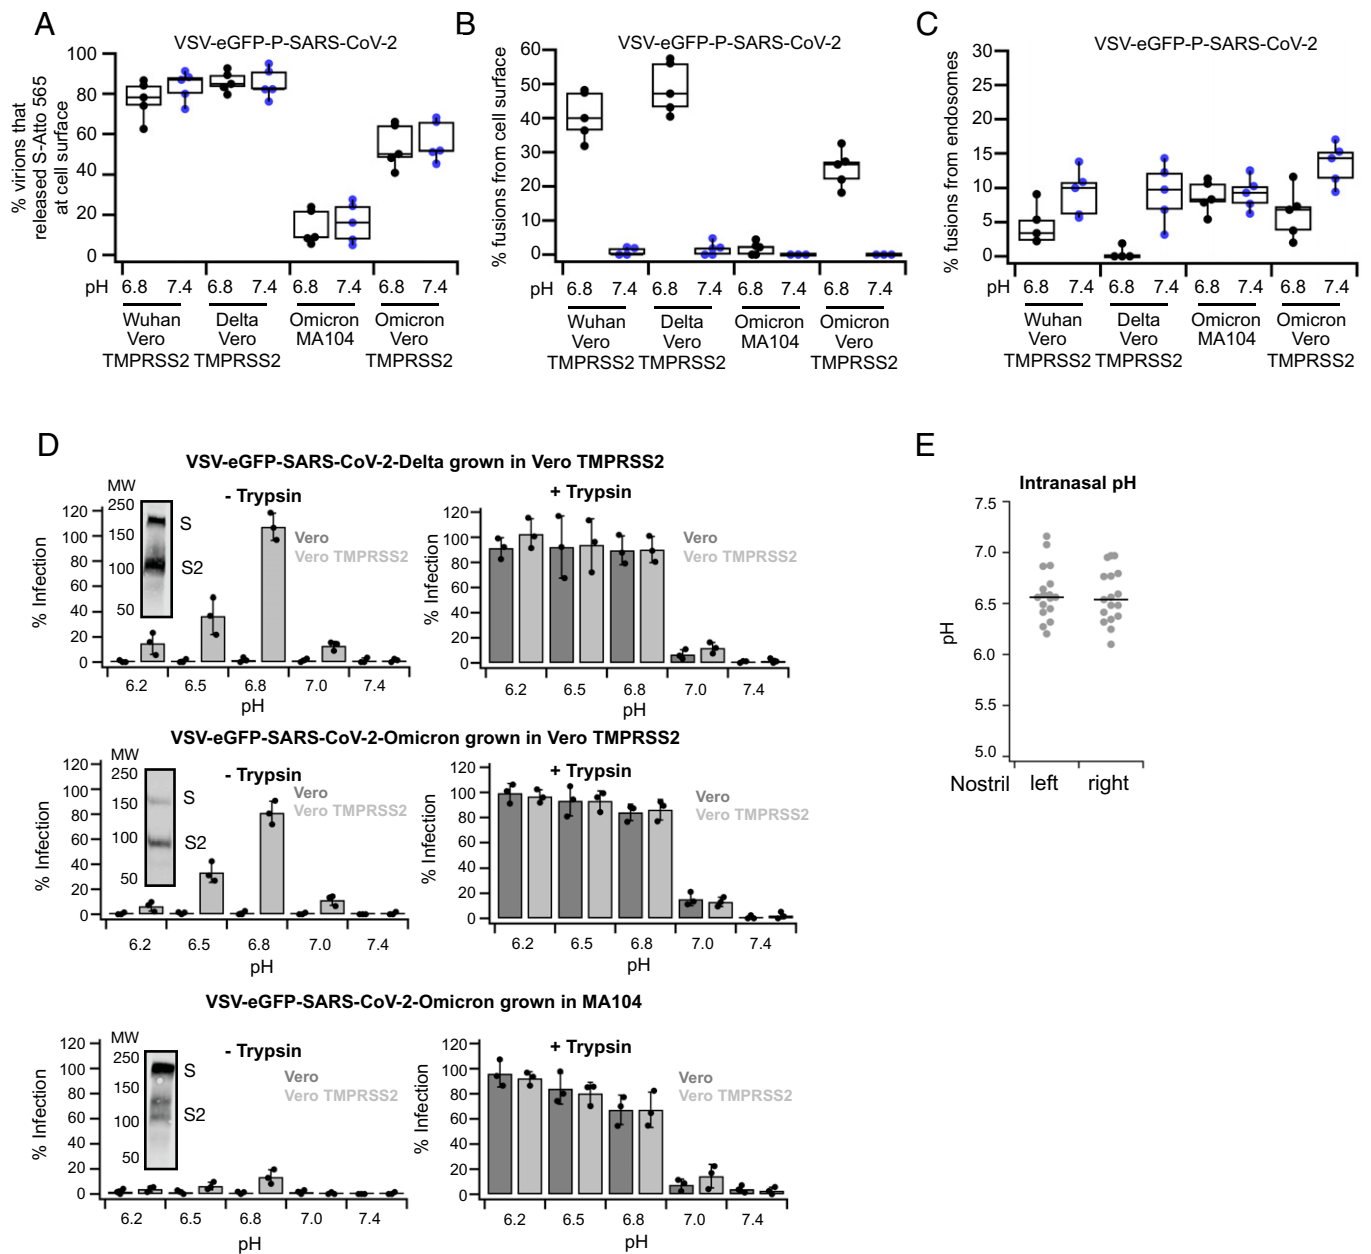 A
VSV-eGFP-P-SARS-CoV-2
% virions that
released S-Atto 565
at cell surface
100
80
60
40
20
0
pH 6.8 7.4 6.8 7.4 6.8 7.4 6.8 7.4
Wuhan Delta Omicron Omicron
Vero Vero MA104 Vero
TMPRSS2 TMPRSS2 TMPRSS2
B
VSV-eGFP-P-SARS-CoV-2
% fusions from cell surface
60
50
40
30
20
10
0
pH 6.8 7.4 6.8 7.4 6.8 7.4 6.8 7.4
Wuhan Delta Omicron Omicron
Vero Vero MA104 Vero
TMPRSS2 TMPRSS2 TMPRSS2
C
VSV-eGFP-P-SARS-CoV-2
% fusions from endosomes
30
25
20
15
10
5
0
pH 6.8 7.4 6.8 7.4 6.8 7.4 6.8 7.4
Wuhan Delta Omicron Omicron
Vero Vero MA104 Vero
TMPRSS2 TMPRSS2 TMPRSS2
D
VSV-eGFP-SARS-CoV-2-Delta grown in Vero TMPRSS2
- Trypsin
% Infection
120
100
80
60
40
20
0
MW
250
150
100
50
S
S2
Vero
Vero TMPRSS2
6.2 6.5 6.8 7.0 7.4
pH
+ Trypsin
% Infection
120
100
80
60
40
20
0
Vero
Vero TMPRSS2
6.2 6.5 6.8 7.0 7.4
pH
VSV-eGFP-SARS-CoV-2-Omicron grown in Vero TMPRSS2
- Trypsin
% Infection
120
100
80
60
40
20
0
MW
250
150
100
50
S
S2
Vero
Vero TMPRSS2
6.2 6.5 6.8 7.0 7.4
pH
+ Trypsin
% Infection
120
100
80
60
40
20
0
Vero
Vero TMPRSS2
6.2 6.5 6.8 7.0 7.4
pH
VSV-eGFP-SARS-CoV-2-Omicron grown in MA104
- Trypsin
% Infection
120
100
80
60
40
20
0
MW
250
150
100
50
S
S2
Vero
Vero TMPRSS2
6.2 6.5 6.8 7.0 7.4
pH
+ Trypsin
% Infection
120
100
80
60
40
20
0
Vero
Vero TMPRSS2
6.2 6.5 6.8 7.0 7.4
pH
E
Intranasal pH
pH
7.5
7.0
6.5
6.0
5.5
5.0
Nostril left right